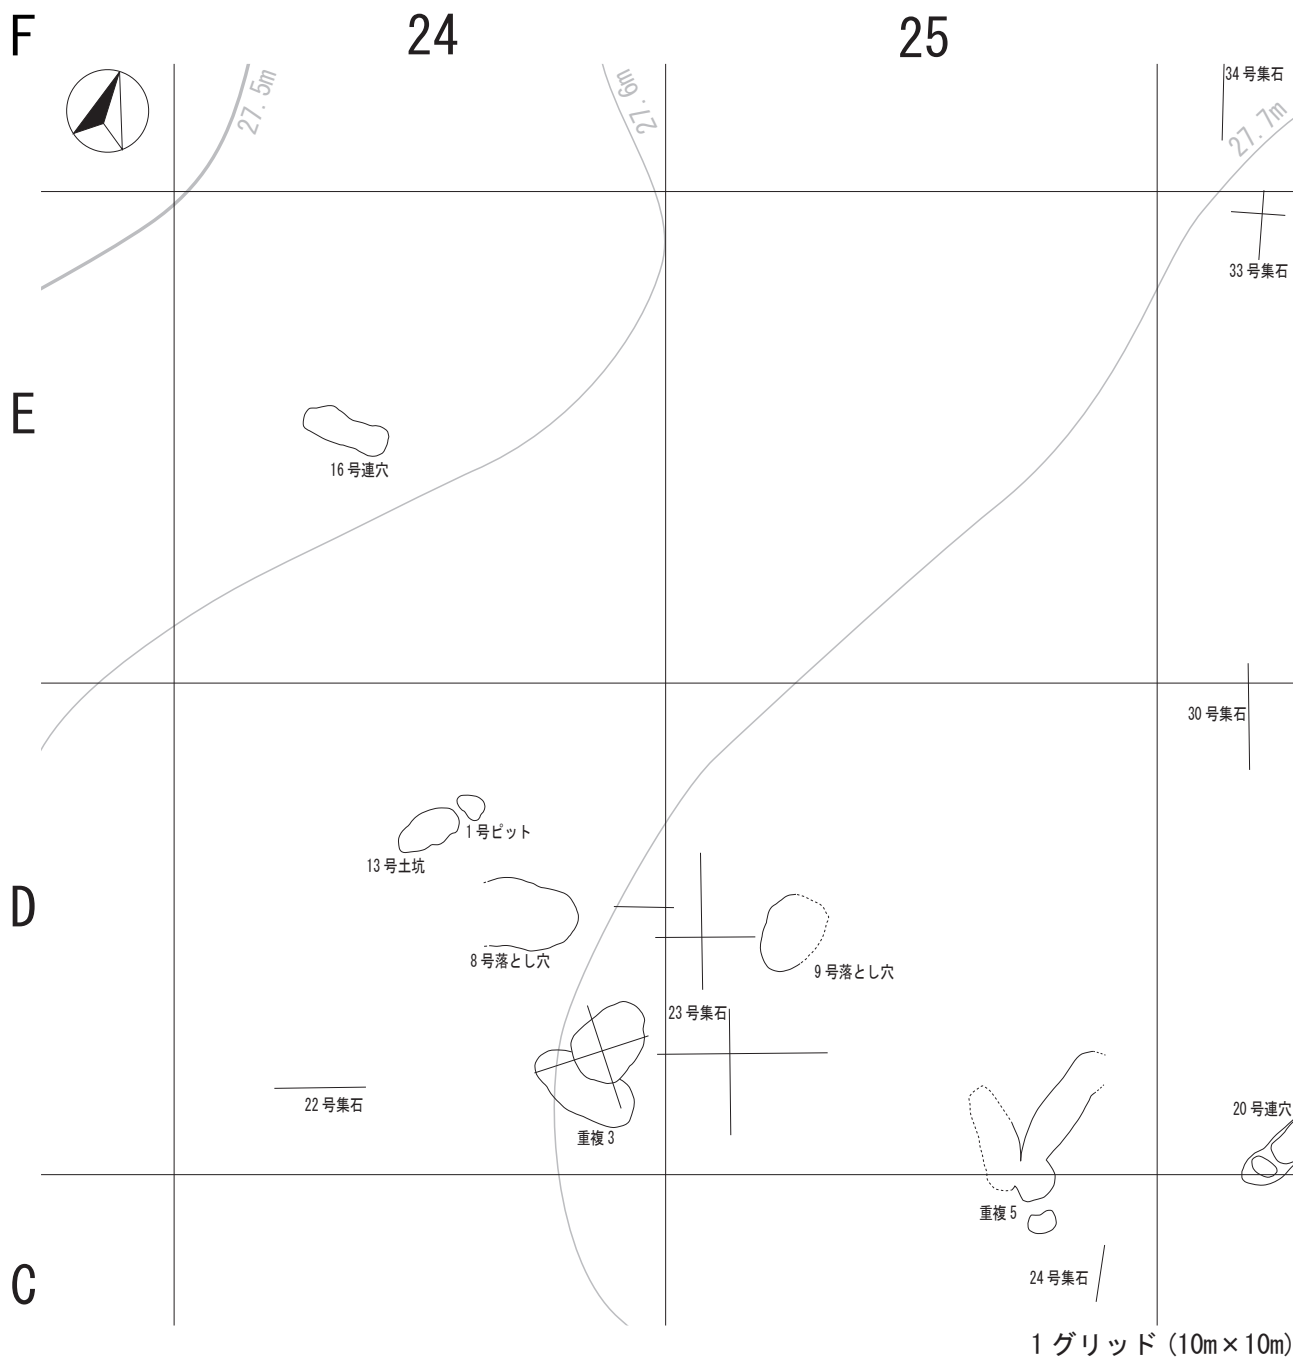 F
24
25
27.5m
27.6m
34号集石
27.7m
33号集石
E
16号連穴
30号集石
1号ピット
13号土坑
D
8号落とし穴
9号落とし穴
23号集石
22号集石
20号連穴
重複3
重複5
24号集石
C
1グリッド(10m×10m)